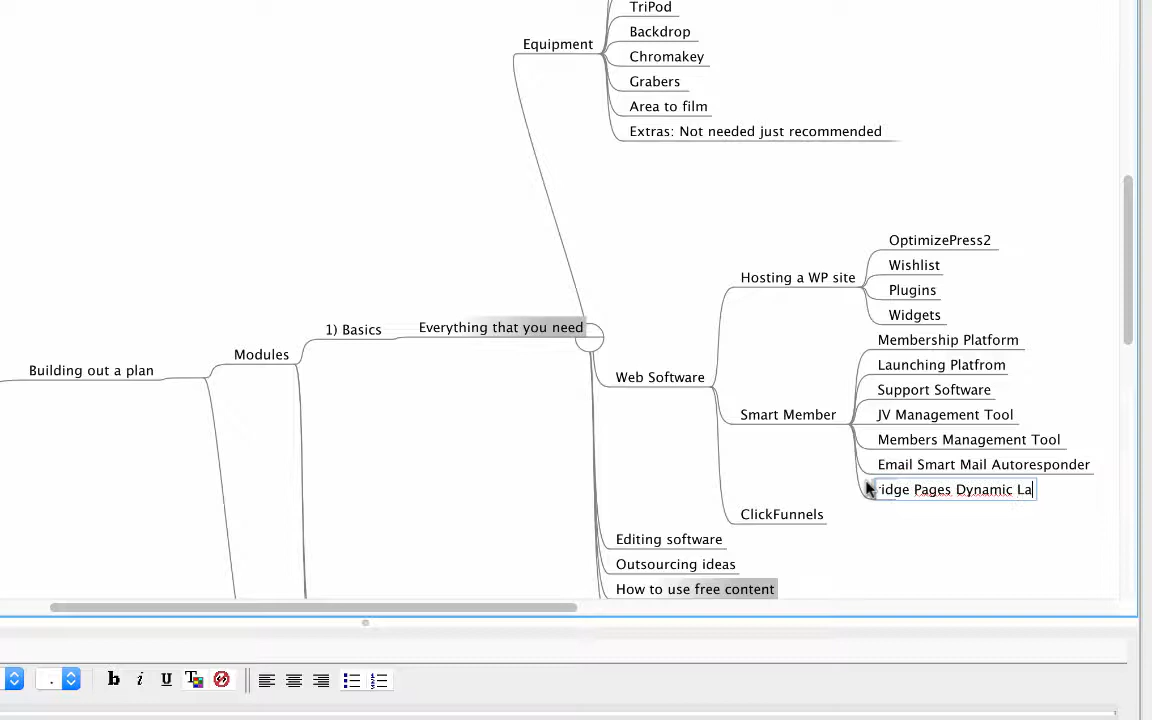 TriPod
Backdrop
Equipment
Chromakey
Grabers
Area to film
Extras: Not needed just recommended
OptimizePress2
Wishlist
Hosting a WP site
Plugins
Widgets
Everything that you need
1) Basics
Membership Platform
Modules
Launching Platfrom
Building out a plan
Web Software
Support Software
Smart Member
JV Management Tool
Members Management Tool
Email Smart Mail Autoresponder
ridge Pages Dynamic La
ClickFunnels
Editing software
Outsourcing ideas
How to use free content
. b i U T